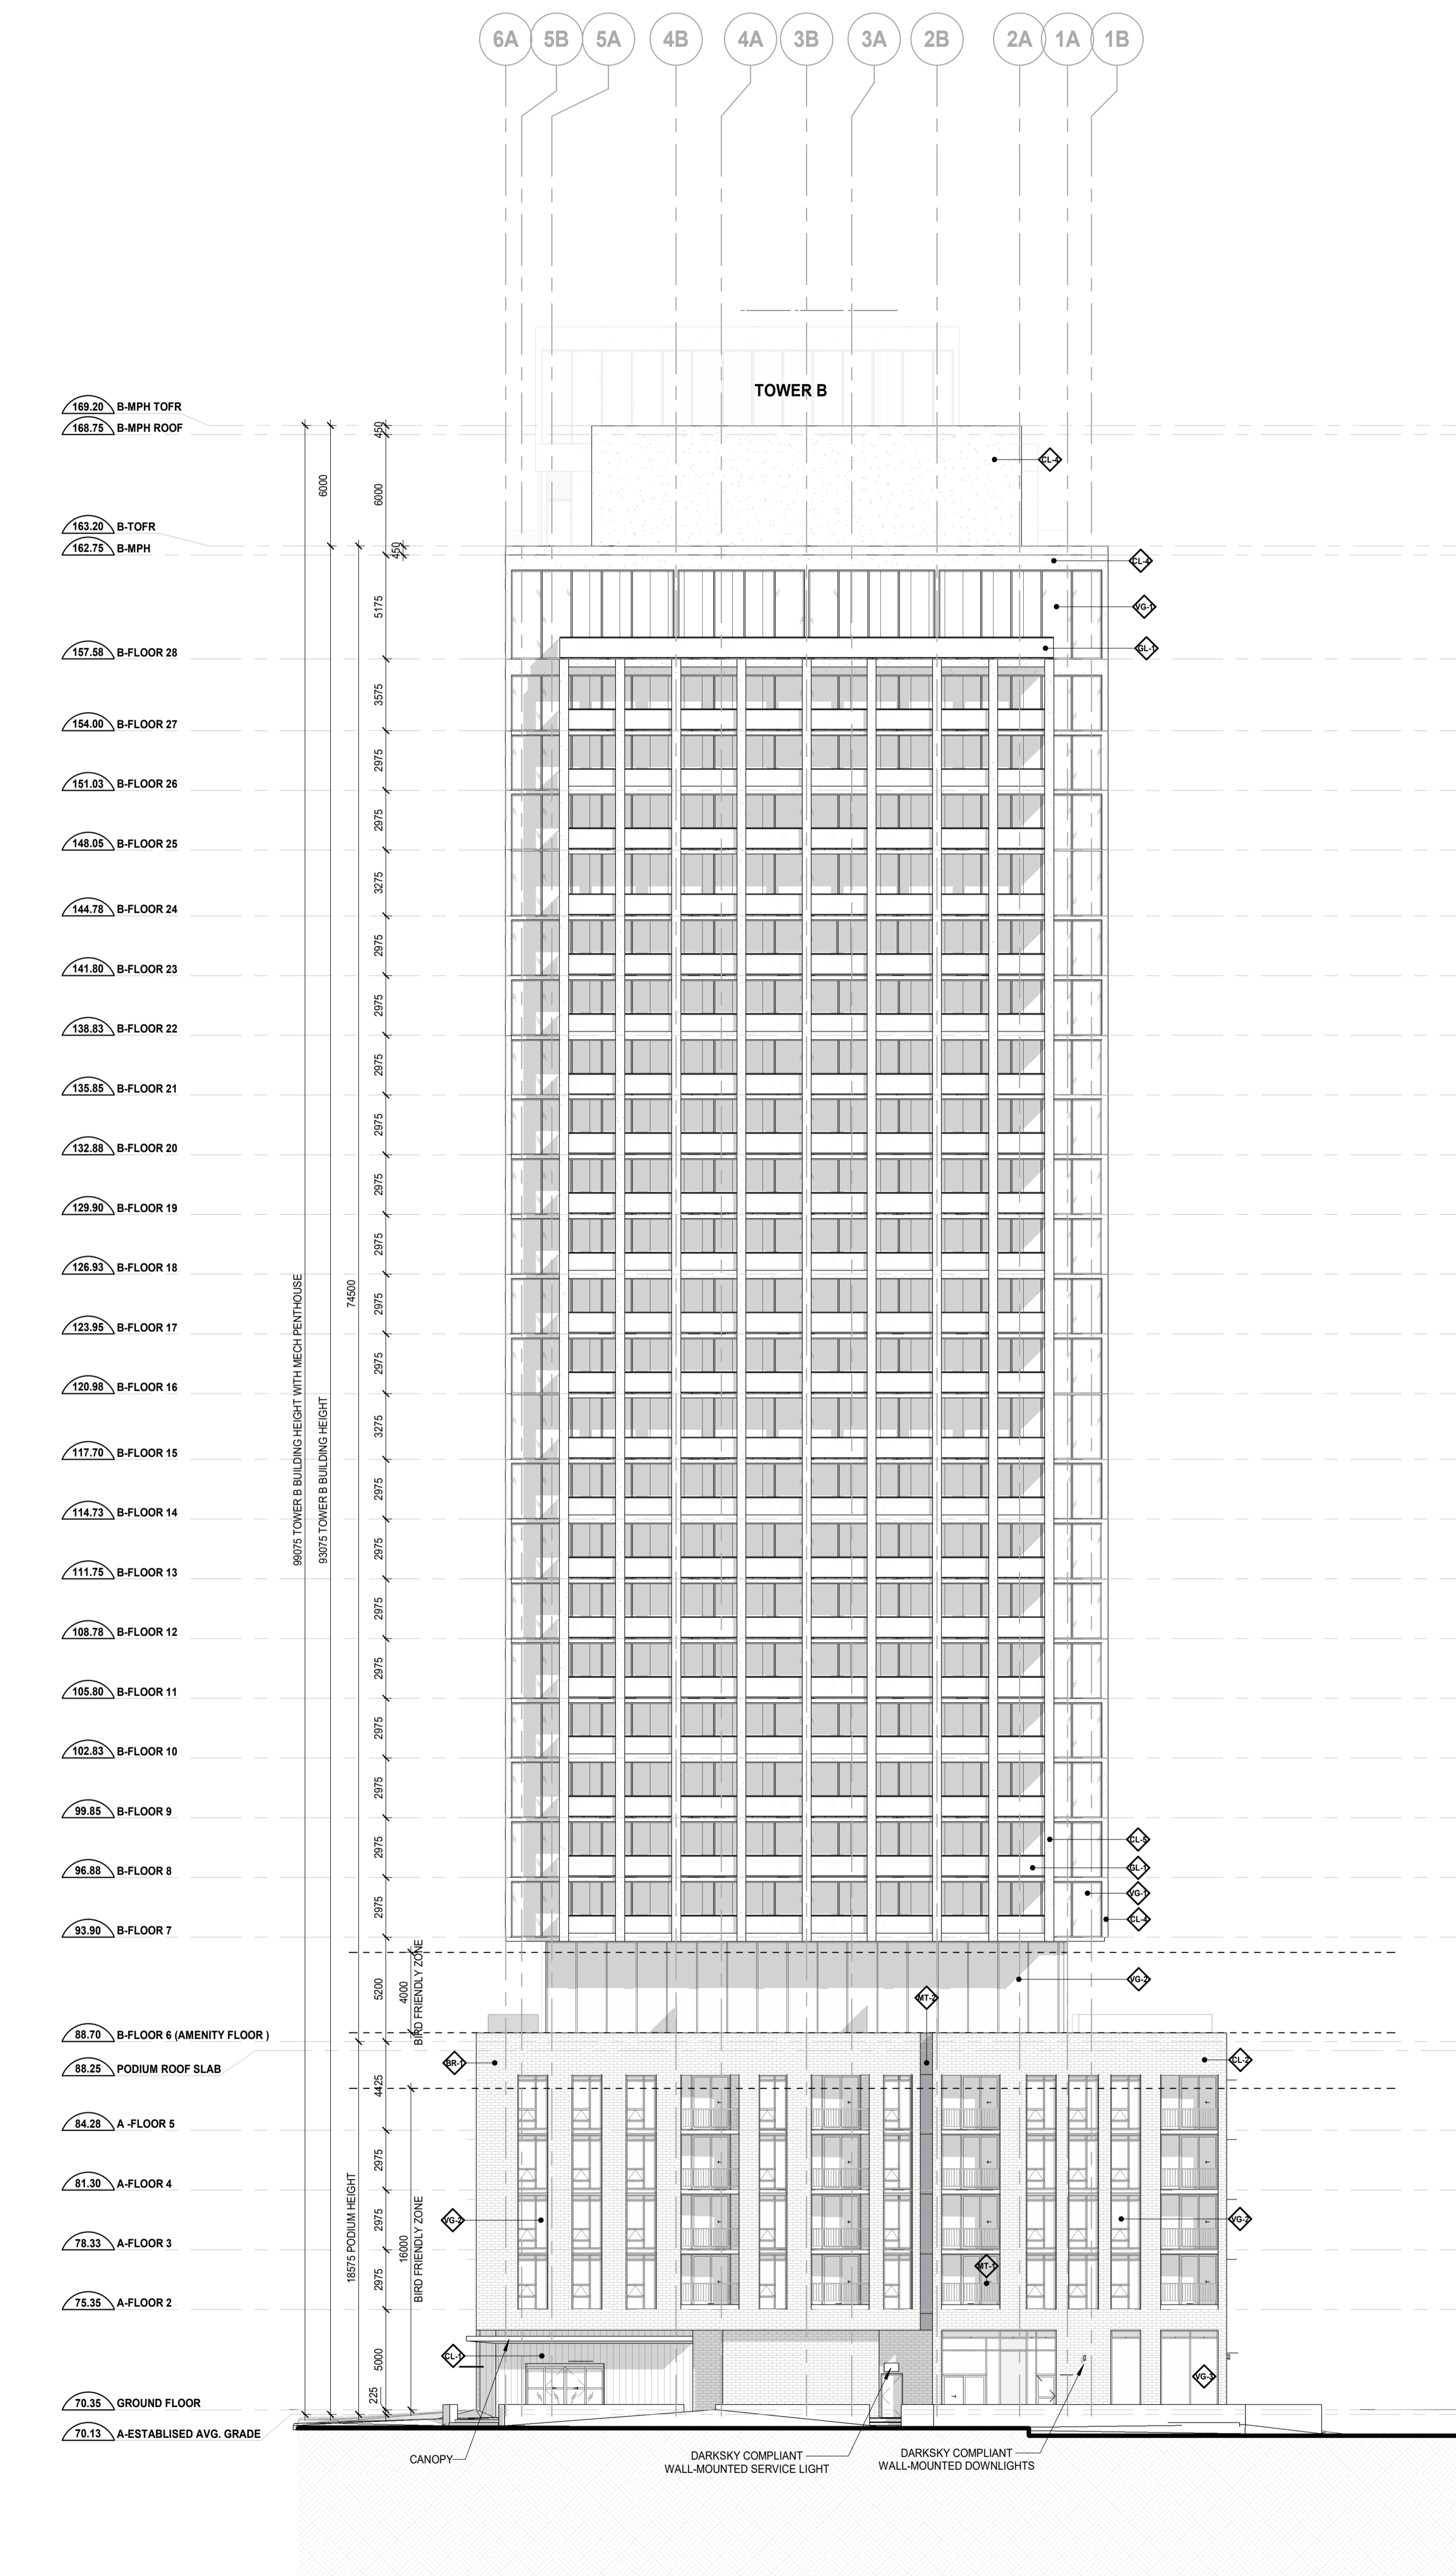 6A 5B 5A 4B 4A 3B 3A 2B 2A 1A 1B
TOWER B
169.20 B-MPH TOFR
168.75 B-MPH ROOF
450
CL-4
6000
6000
163.20 B-TOFR
162.75 B-MPH
450
CL-4
5175
VG-1
GL-1
157.58 B-FLOOR 28
3575
154.00 B-FLOOR 27
2975
151.03 B-FLOOR 26
2975
148.05 B-FLOOR 25
3275
144.78 B-FLOOR 24
2975
141.80 B-FLOOR 23
2975
138.83 B-FLOOR 22
2975
135.85 B-FLOOR 21
2975
132.88 B-FLOOR 20
2975
129.90 B-FLOOR 19
2975
126.93 B-FLOOR 18
2975
123.95 B-FLOOR 17
2975
120.98 B-FLOOR 16
3275
117.70 B-FLOOR 15
2975
114.73 B-FLOOR 14
2975
111.75 B-FLOOR 13
2975
108.78 B-FLOOR 12
2975
105.80 B-FLOOR 11
2975
102.83 B-FLOOR 10
2975
99.85 B-FLOOR 9
2975
96.88 B-FLOOR 8
2975
93.90 B-FLOOR 7
99075 TOWER B BUILDING HEIGHT WITH MECH PENTHOUSE
93075 TOWER B BUILDING HEIGHT
74500
CL-5
GL-1
VG-1
CL-4
5200
4000
BIRD FRIENDLY ZONE
VG-2
MT-2
88.70 B-FLOOR 6 (AMENITY FLOOR )
88.25 PODIUM ROOF SLAB
BR-1
CL-2
4425
84.28 A -FLOOR 5
2975
81.30 A-FLOOR 4
2975
78.33 A-FLOOR 3
2975
75.35 A-FLOOR 2
18575 PODIUM HEIGHT
16000
BIRD FRIENDLY ZONE
VG-2
VG-2
MT-1
CL-1
VG-3
5000
225
70.35 GROUND FLOOR
70.13 A-ESTABLISED AVG. GRADE
CANOPY
DARKSKY COMPLIANT
WALL-MOUNTED SERVICE LIGHT
DARKSKY COMPLIANT
WALL-MOUNTED DOWNLIGHTS